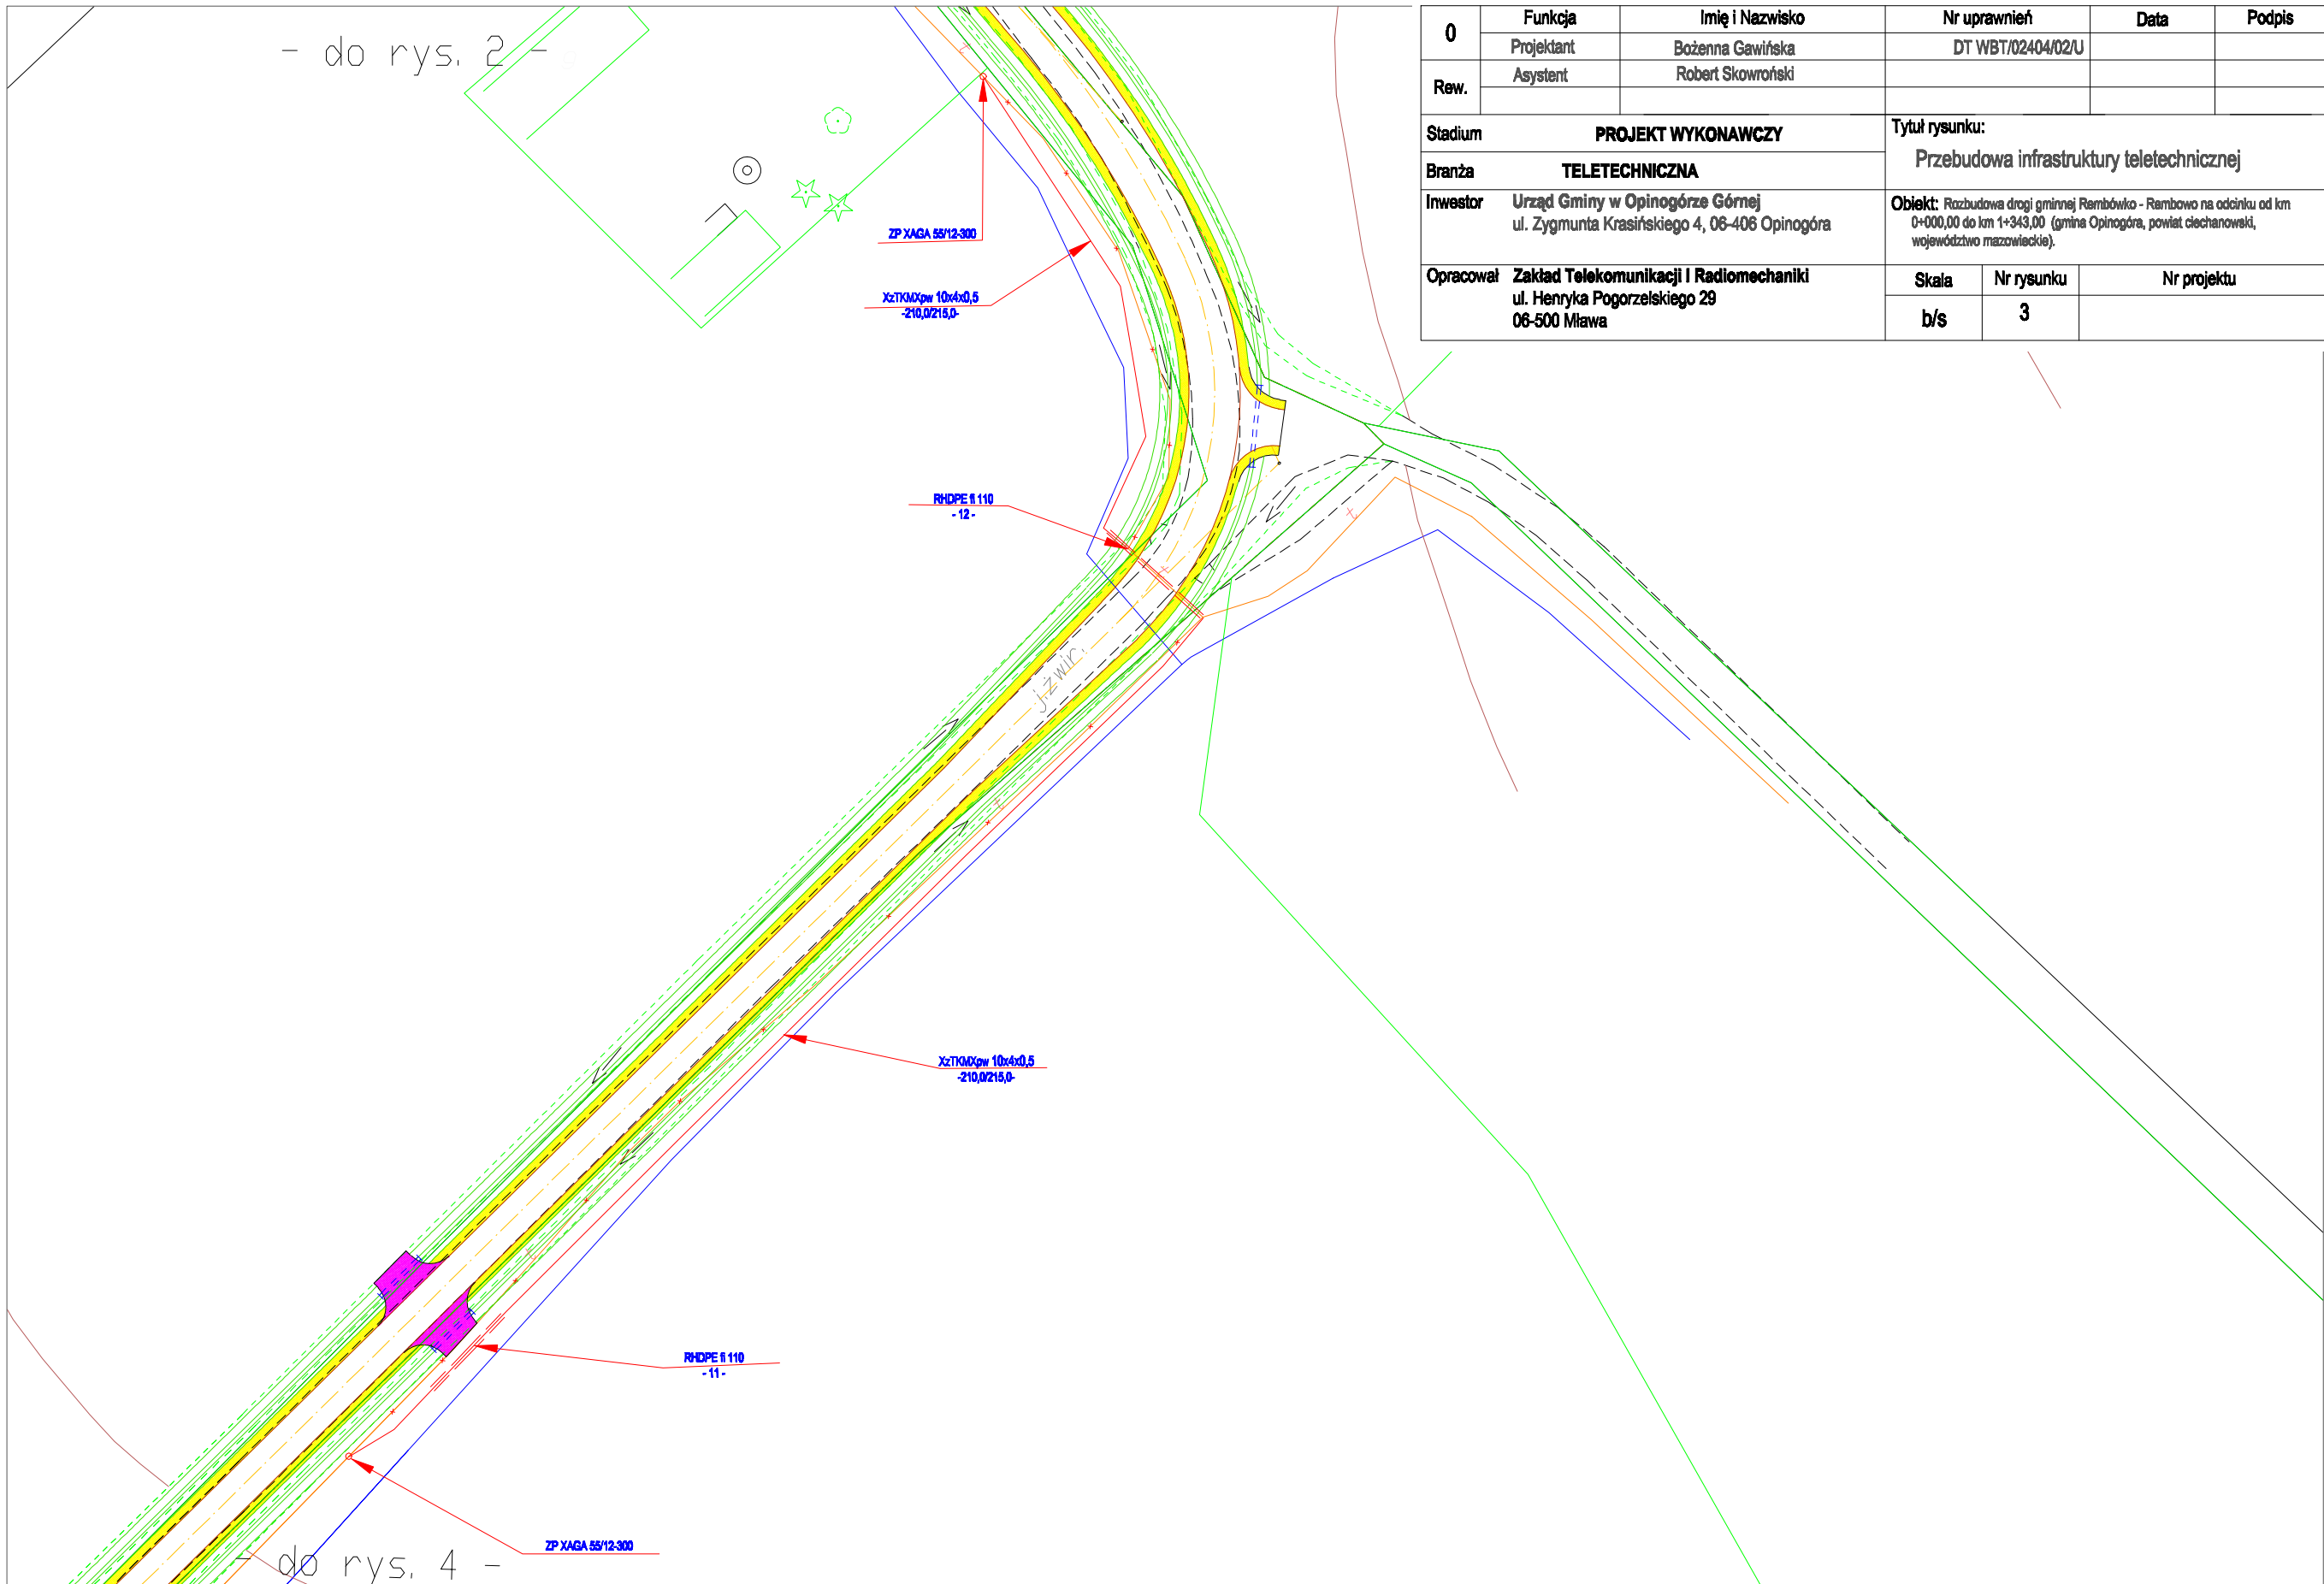 - do rys. 2 -
0
Rew.
Funkcja
Imię i Nazwisko
Nr uprawnień
Data
Podpis
Projektant
Bożenna Gawińska
DT WBT/02404/02/U
Asystent
Robert Skowroński
Stadium
PROJEKT WYKONAWCZY
Branża
TELETECHNICZNA
Tytuł rysunku:
Przebudowa infrastruktury teletechnicznej
Inwestor
Urząd Gminy w Opinogórze Górnej
ul. Zygmunta Krasińskiego 4, 06-406 Opinogóra
Obiekt: Rozbudowa drogi gminnej Rembówko - Rembowo na odcinku od km
0+000,00 do km 1+343,00 (gmina Opinogóra, powiat ciechanowski,
województwo mazowieckie).
Opracował
Zakład Telekomunikacji i Radiomechaniki
ul. Henryka Pogorzelskiego 29
06-500 Mława
Skala
Nr rysunku
Nr projektu
b/s
3
ZP XAGA 55/12-300
XzTKMXpw 10x4x0,5
-210,0/215,0-
RHDPE fi 110
- 12 -
j.żwir.
XzTKMXpw 10x4x0,5
-210,0/215,0-
RHDPE fi 110
- 11 -
ZP XAGA 55/12-300
- do rys. 4 -